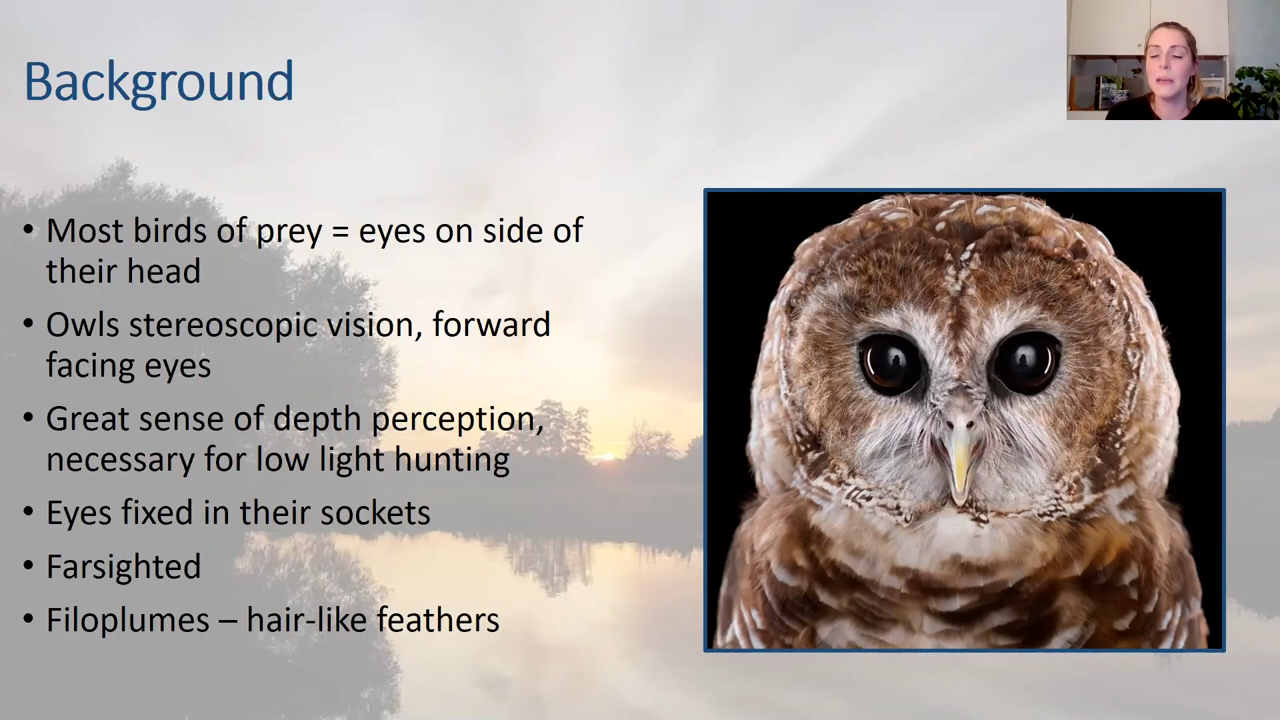 Background
• Most birds of prey = eyes on side of
their head
• Owls stereoscopic vision, forward
facing eyes
• Great sense of depth perception,
necessary for low light hunting
• Eyes fixed in their sockets
• Farsighted
• Filoplumes – hair-like feathers